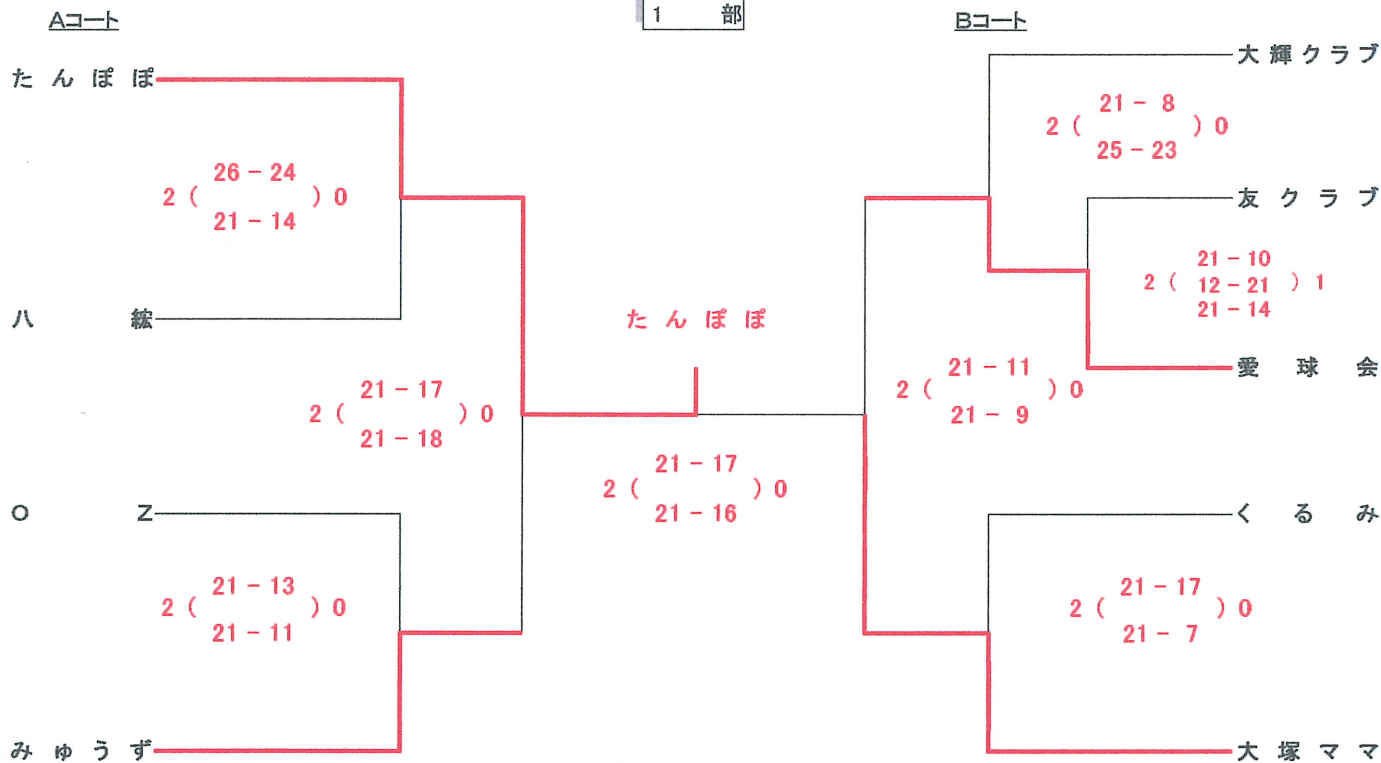 Aコート
1 部
Bコート
大輝クラブ
たんぽぽ
21 - 8
2 ( ) 0
25 - 23
26 - 24
2 ( ) 0
21 - 14
友クラブ
21 - 10
2 ( 12 - 21 ) 1
21 - 14
八紘
たんぽぽ
愛球会
21 - 17
2 ( ) 0
21 - 18
21 - 11
2 ( ) 0
21 - 9
21 - 17
2 ( ) 0
21 - 16
OZ
くるみ
21 - 13
2 ( ) 0
21 - 11
21 - 17
2 ( ) 0
21 - 7
みゅうず
大塚ママ